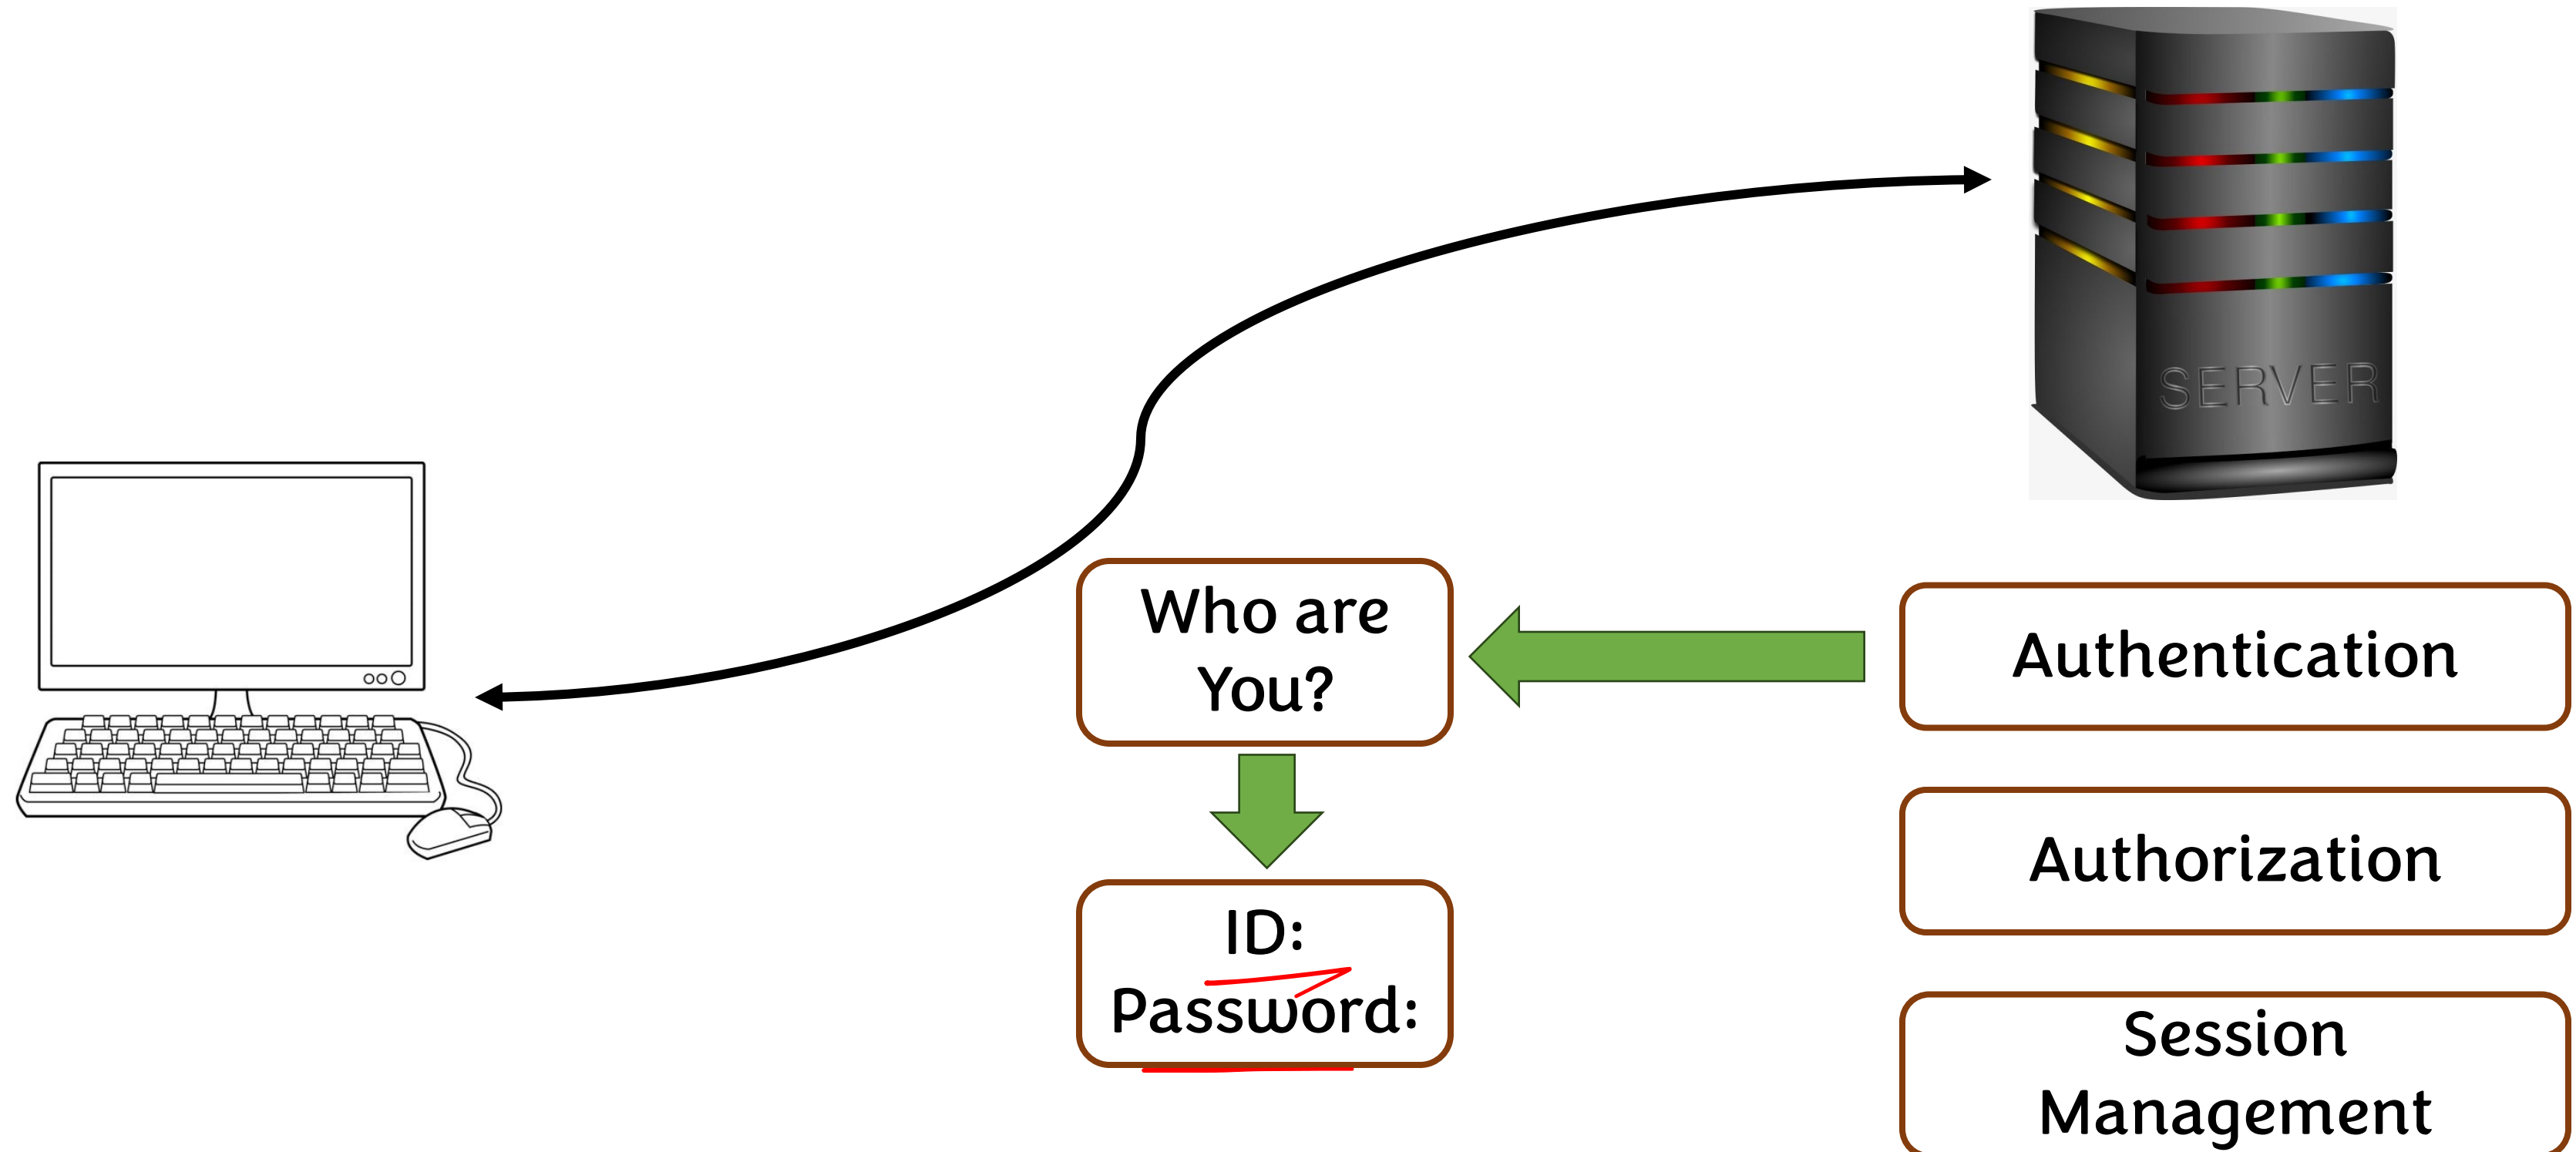 SERVER
Who are
You?
Authentication
ID:
Password:
Authorization
Session
Management